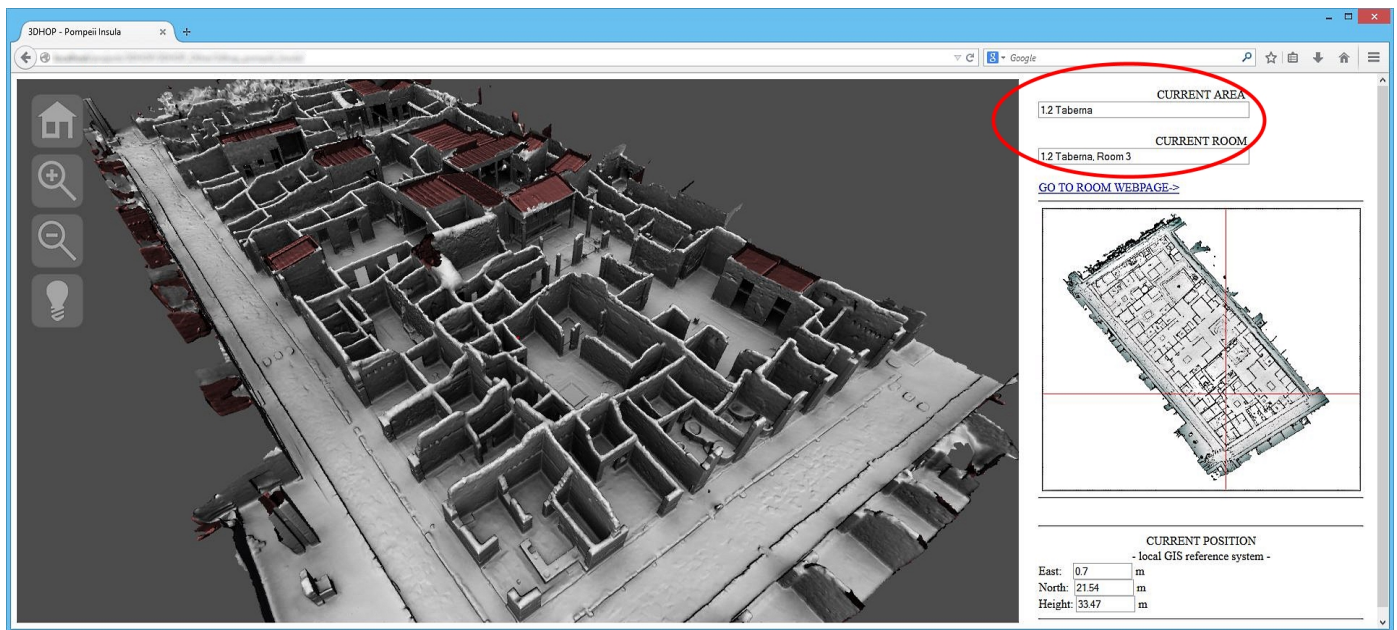 3DHOP - Pompeii Insula
Google
CURRENT AREA
1.2 Taberna
CURRENT ROOM
1.2 Taberna, Room 3
GO TO ROOM WEBPAGE->
CURRENT POSITION
- local GIS reference system -
East: 0.7 m
North: 21.54 m
Height: 33.47 m